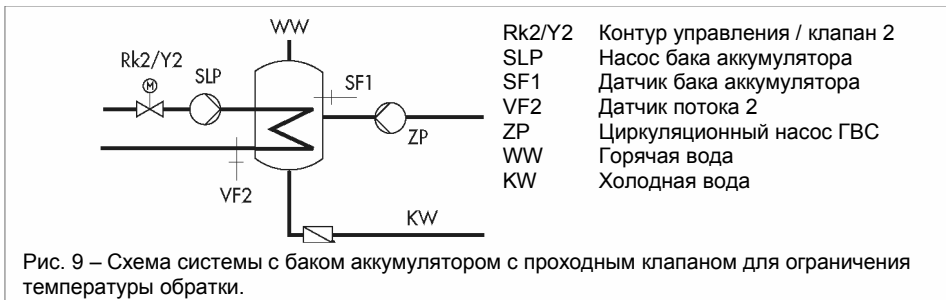 WW
Rk2/Y2
M
SLP
SF1
ZP
VF2
KW
Rk2/Y2 Контур управления / клапан 2
SLP Насос бака аккумулятора
SF1 Датчик бака аккумулятора
VF2 Датчик потока 2
ZP Циркуляционный насос ГВС
WW Горячая вода
KW Холодная вода
Рис. 9 – Схема системы с баком аккумулятором с проходным клапаном для ограничения
температуры обратки.